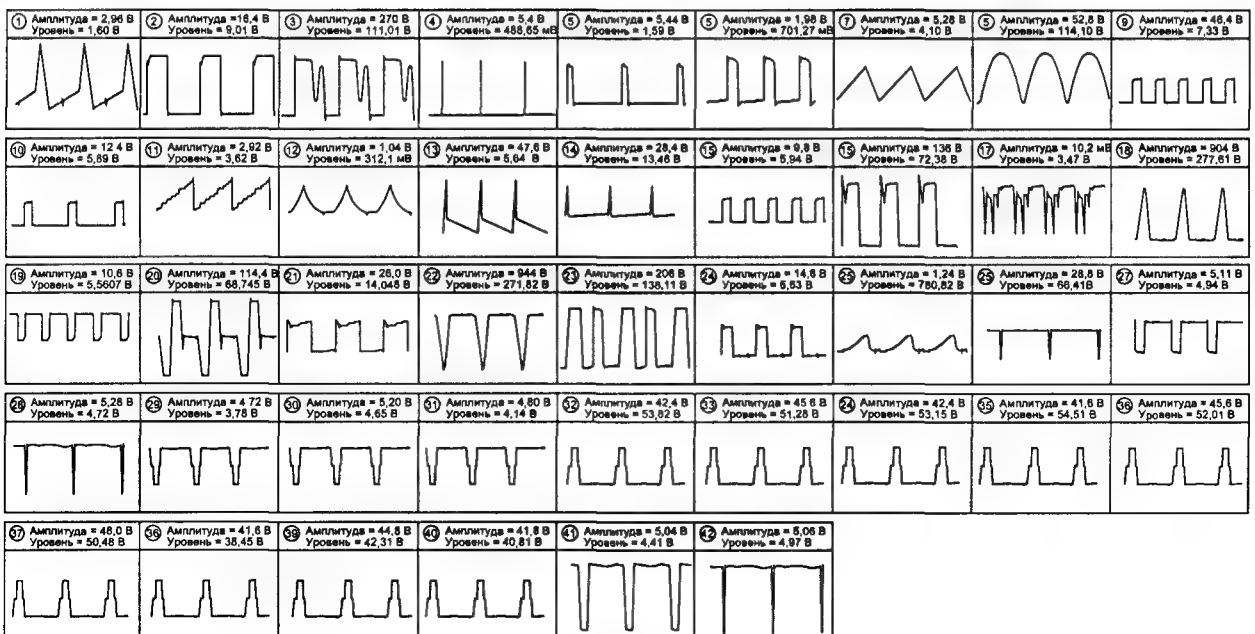 ① Амплитуда = 2,96 В
Уровень = 1,60 В
② Амплитуда =16,4 В
Уровень = 9,01 В
③ Амплитуда = 270 В
Уровень = 111,01 В
④ Амплитуда = 5,4 В
Уровень = 488,65 мВ
⑤ Амплитуда = 5,44 В
Уровень = 1,59 В
⑤ Амплитуда = 1,98 В
Уровень = 701,27 мВ
⑦ Амплитуда = 5,28 В
Уровень = 4,10 В
⑤ Амплитуда = 52,8 В
Уровень = 114,10 В
⑨ Амплитуда = 46,4 В
Уровень = 7,33 В
⑩ Амплитуда = 12 4 В
Уровень = 5,89 В
⑪ Амплитуда = 2,92 В
Уровень = 3,62 В
⑫ Амплитуда = 1,04 В
Уровень = 312,1 мВ
⑬ Амплитуда = 47,6 В
Уровень = 5,64 В
⑭ Амплитуда = 28,4 В
Уровень = 13,46 В
⑮ Амплитуда = 9,8 В
Уровень = 5,94 В
⑮ Амплитуда = 136 В
Уровень = 72,38 В
⑰ Амплитуда = 10,2 мВ
Уровень = 3,47 В
⑱ Амплитуда = 904 В
Уровень = 277,61 В
⑲ Амплитуда = 10,6 В
Уровень = 5,5607 В
⑳ Амплитуда = 114,4 В
Уровень = 68,745 В
㉑ Амплитуда = 26,0 В
Уровень = 14,048 В
㉒ Амплитуда = 944 В
Уровень = 271,82 В
㉓ Амплитуда = 206 В
Уровень = 138,11 В
㉔ Амплитуда = 14,6 В
Уровень = 6,63 В
㉕ Амплитуда = 1,24 В
Уровень = 780,82 В
㉕ Амплитуда = 28,8 В
Уровень = 66,41В
㉗ Амплитуда = 5,11 В
Уровень = 4,94 В
㉘ Амплитуда = 5,28 В
Уровень = 4,72 В
㉙ Амплитуда = 4 72 В
Уровень = 3,78 В
㉚ Амплитуда = 5,20 В
Уровень = 4,65 В
㉛ Амплитуда = 4,80 В
Уровень = 4,14 В
㉜ Амплитуда = 42,4 В
Уровень = 53,82 В
㉝ Амплитуда = 45 6 В
Уровень = 51,28 В
㉔ Амплитуда = 42,4 В
Уровень = 53,15 В
㉟ Амплитуда = 41,6 В
Уровень = 54,51 В
㊱ Амплитуда = 45,6 В
Уровень = 52,01 В
㊲ Амплитуда = 48,0 В
Уровень = 50,48 В
㊱ Амплитуда = 41,6 В
Уровень = 38,45 В
㊴ Амплитуда = 44,8 В
Уровень = 42,31 В
㊵ Амплитуда = 41,8 В
Уровень = 40,81 В
㊶ Амплитуда = 5,04 В
Уровень = 4,41 В
㊷ Амплитуда = 5,06 В
Уровень = 4,97 В